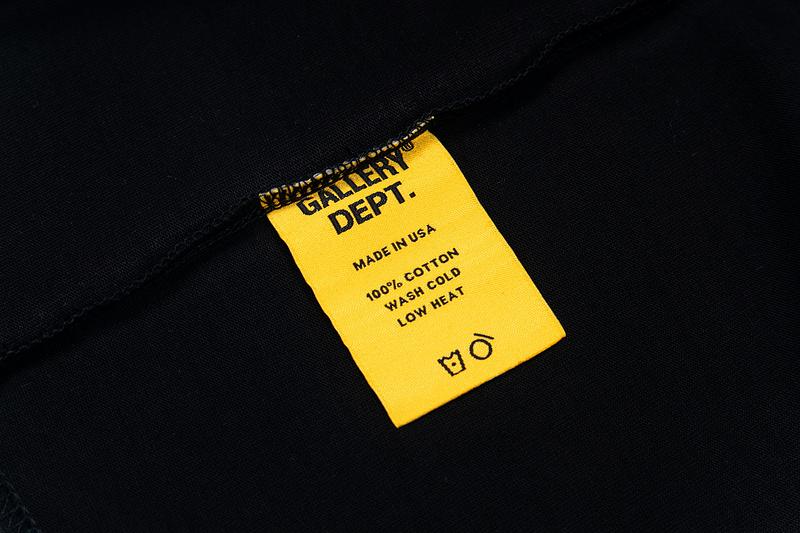 GALLERY®
DEPT.
MADE IN USA
100% COTTON
WASH COLD
LOW HEAT